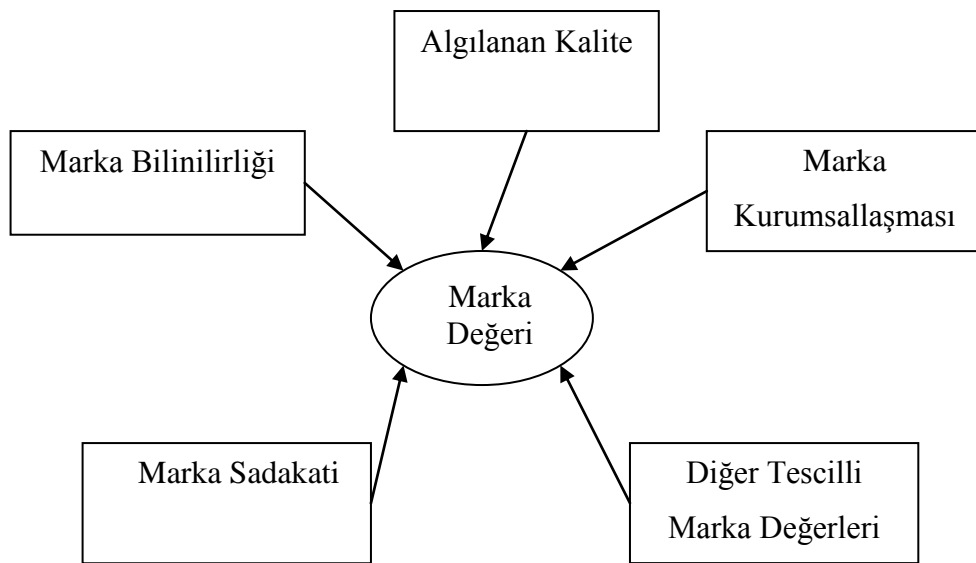 Algılanan Kalite
Marka Bilinilirliği
Marka
Kurumsallaşması
Marka
Değeri
Marka Sadakati
Diğer Tescilli
Marka Değerleri